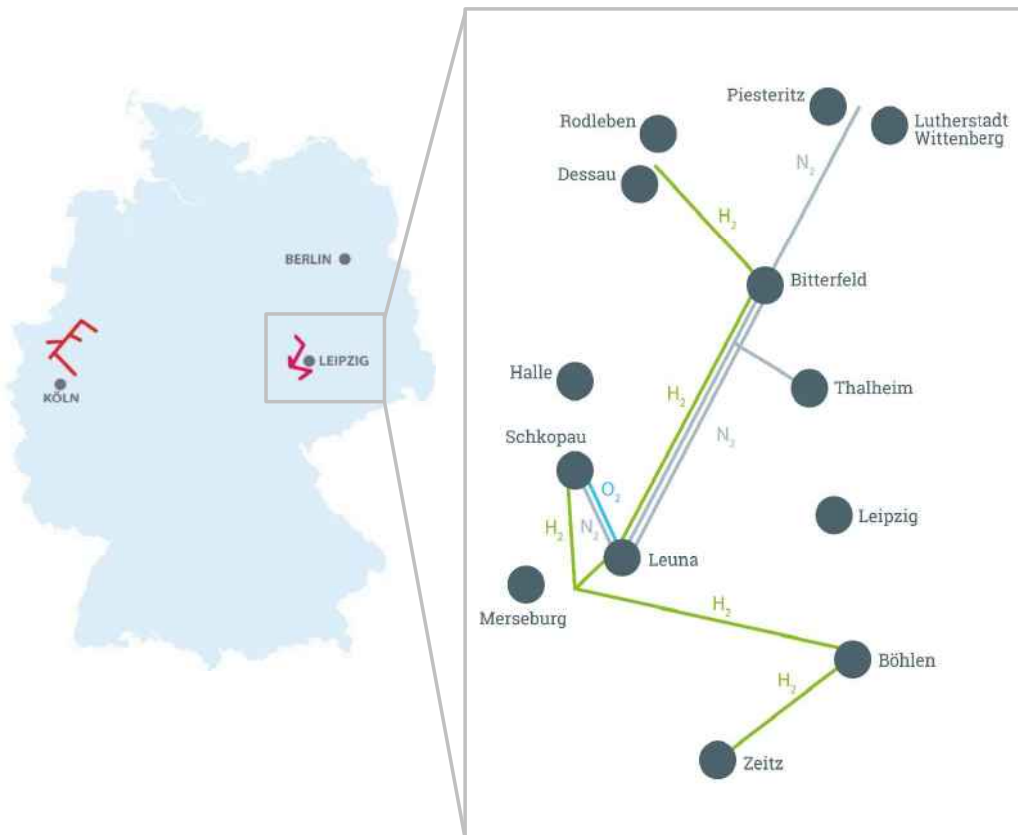 BERLIN
LEIPZIG
KÖLN
Piesteritz
Rodleben
Lutherstadt
Wittenberg
Dessau
N₂
H₂
Bitterfeld
Halle
H₂
Thalheim
N₂
Schkopau
O₂
Leipzig
H₂
N₂
Leuna
Merseburg
H₂
Böhlen
H₂
Zeitz